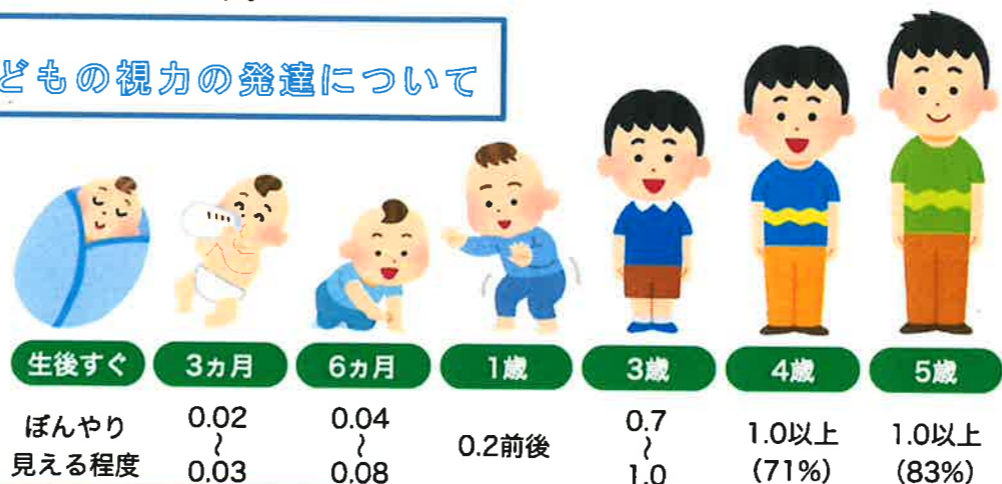 どもの視力の発達について
生後すぐ
3ヵ月
6ヵ月
1歳
3歳
4歳
5歳
ぼんやり
見える程度
0.02
〜
0.03
0.04
〜
0.08
0.2前後
0.7
〜
1.0
1.0以上
(71%)
1.0以上
(83%)